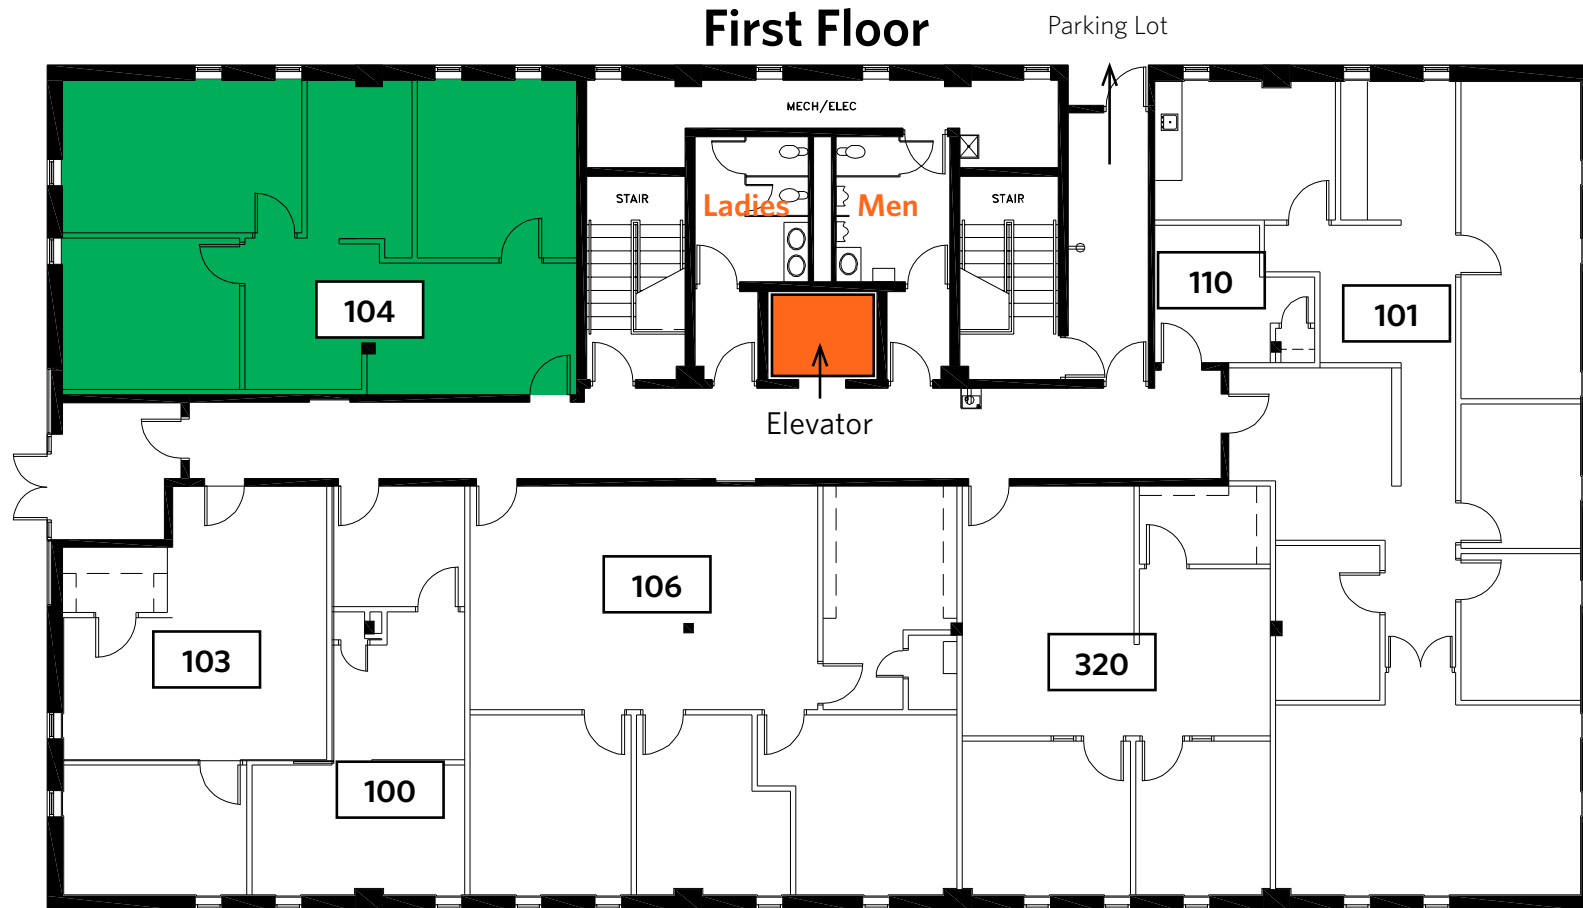 First Floor
Parking Lot
MECH/ELEC
STAIR
Ladies
Men
STAIR
110
104
101
Elevator
106
103
320
100